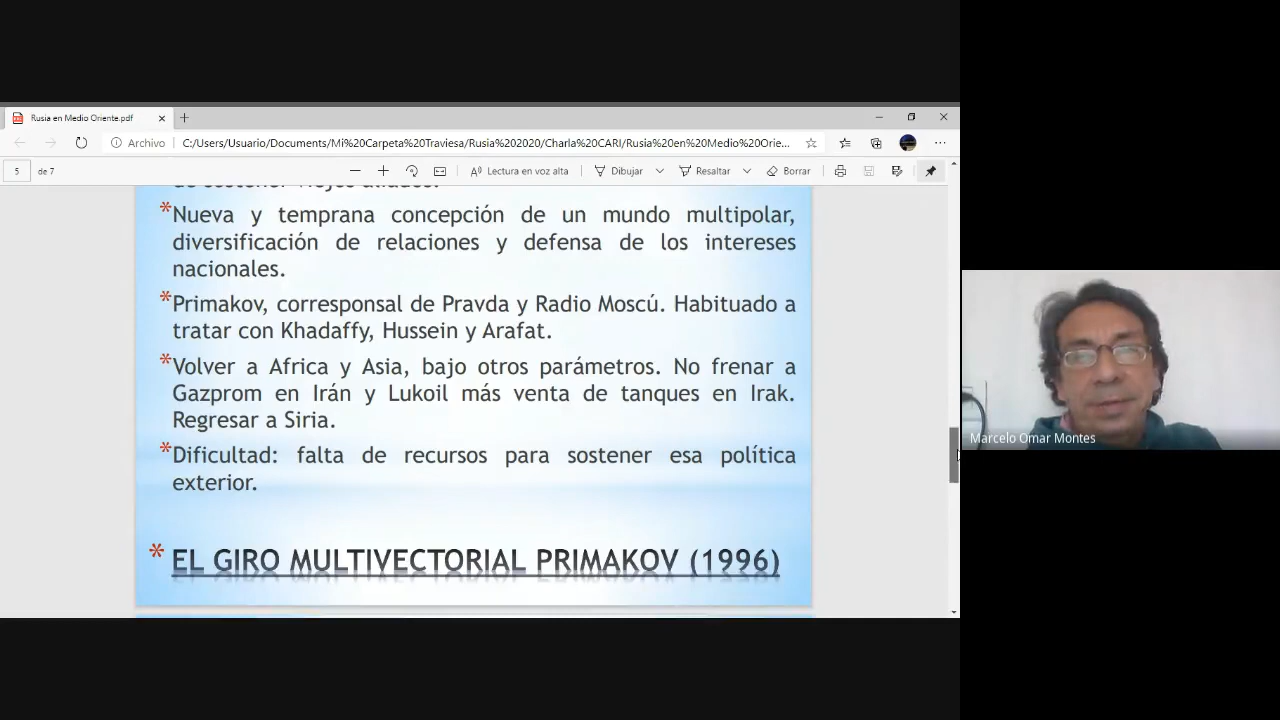 Rusia en Medio Oriente.pdf
Archivo
C:/Users/Usuario/Documents/Mi%20Carpeta%20Traviesa/Rusia%202020/Charla%20CARI/Rusia%20en%20Medio%20Orie...
5 de 7
Lectura en voz alta
Dibujar
Resaltar
Borrar
de sostener viejos aliados.
*Nueva y temprana concepción de un mundo multipolar,
diversificación de relaciones y defensa de los intereses
nacionales.
*Primakov, corresponsal de Pravda y Radio Moscú. Habituado a
tratar con Khadaffy, Hussein y Arafat.
*Volver a Africa y Asia, bajo otros parámetros. No frenar a
Gazprom en Irán y Lukoil más venta de tanques en Irak.
Regresar a Siria.
*Dificultad: falta de recursos para sostener esa política
exterior.
* EL GIRO MULTIVECTORIAL PRIMAKOV (1996)
Marcelo Omar Montes